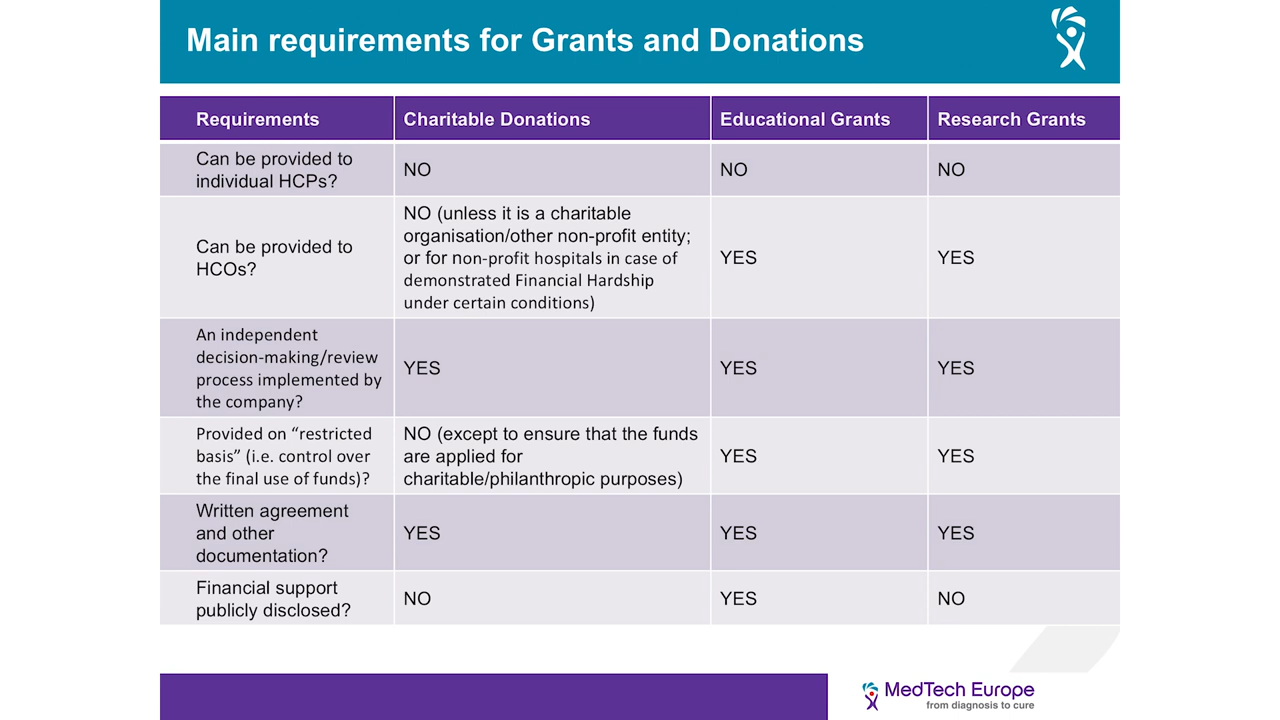 Main requirements for Grants and Donations
Requirements
Charitable Donations
Educational Grants
Research Grants
Can be provided to
individual HCPs?
NO
NO
NO
Can be provided to
HCOs?
NO (unless it is a charitable
organisation/other non-profit entity;
or for non-profit hospitals in case of
demonstrated Financial Hardship
under certain conditions)
YES
YES
An independent
decision-making/review
process implemented by
the company?
YES
YES
YES
Provided on “restricted
basis” (i.e. control over
the final use of funds)?
NO (except to ensure that the funds
are applied for
charitable/philanthropic purposes)
YES
YES
Written agreement
and other
documentation?
YES
YES
YES
Financial support
publicly disclosed?
NO
YES
NO
MedTech Europe
from diagnosis to cure